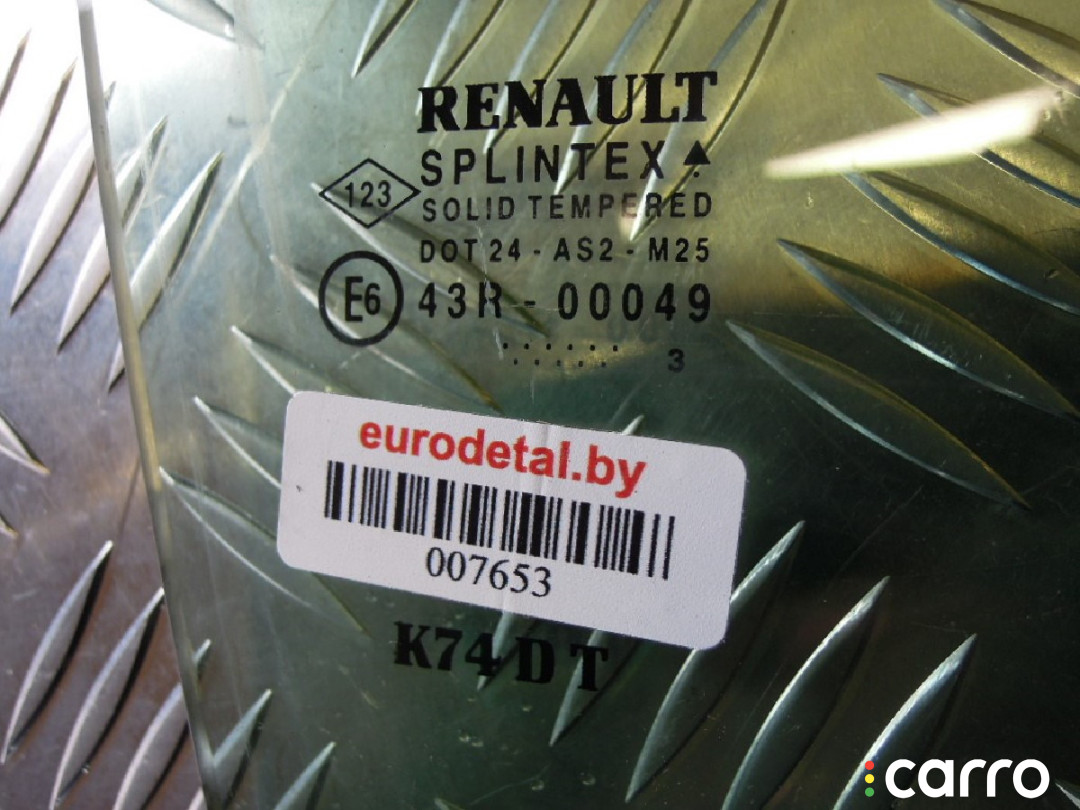 RENAULT
SPLINTEX
123
SOLID TEMPERED
DOT 24 - AS2 - M25
E6 43R - 00049
3
eurodetal.by
007653
K74 D T
carro